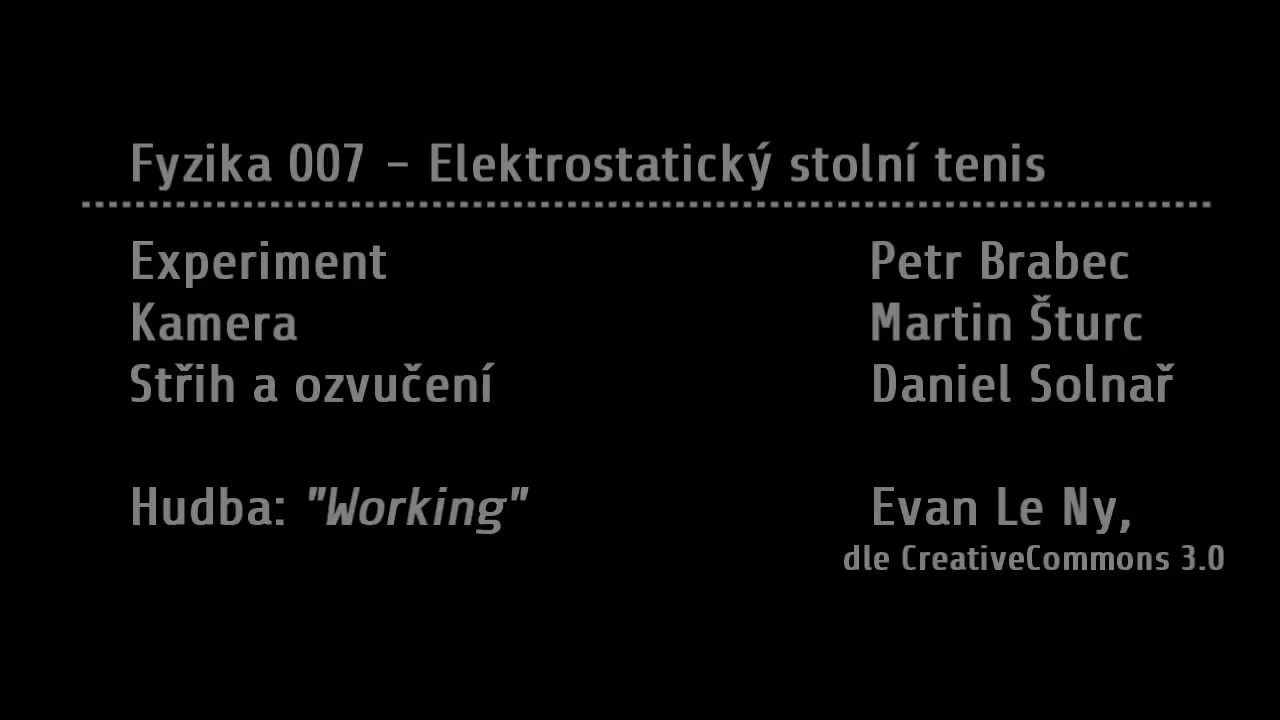 Fyzika 007 - Elektrostatický stolní tenis
Experiment Petr Brabec
Kamera Martin Šturc
Střih a ozvučení Daniel Solnař
Hudba: "Working" Evan Le Ny,
dle CreativeCommons 3.0